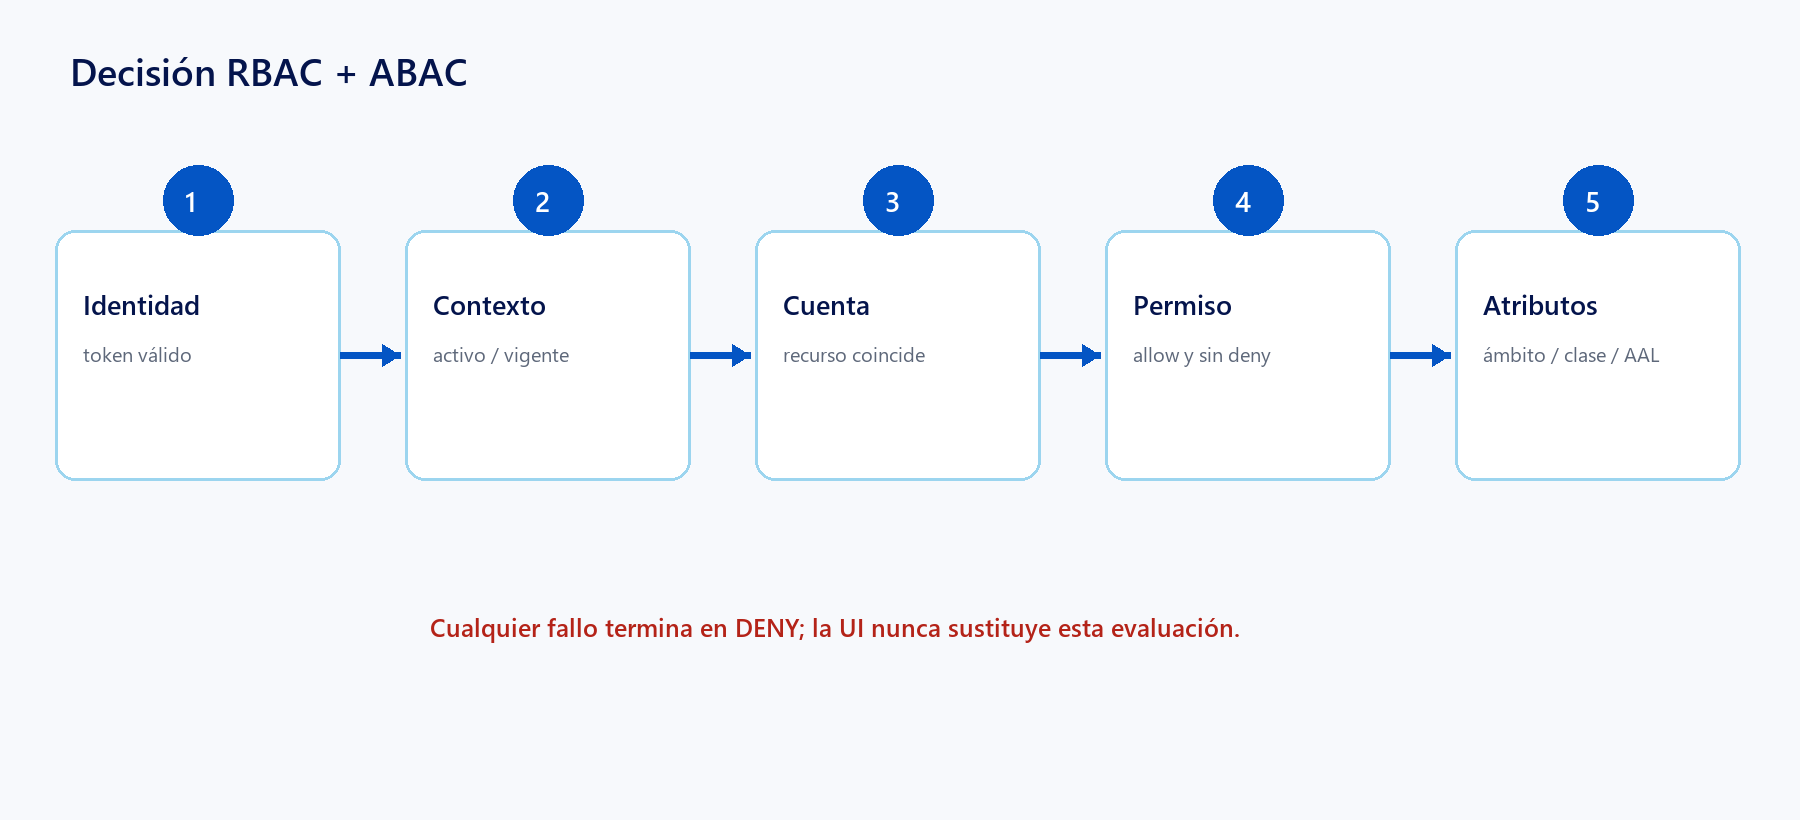 Decisión RBAC + ABAC
1
2
3
4
5
Identidad
token válido
Contexto
activo / vigente
Cuenta
recurso coincide
Permiso
allow y sin deny
Atributos
ámbito / clase / AAL
Cualquier fallo termina en DENY; la UI nunca sustituye esta evaluación.